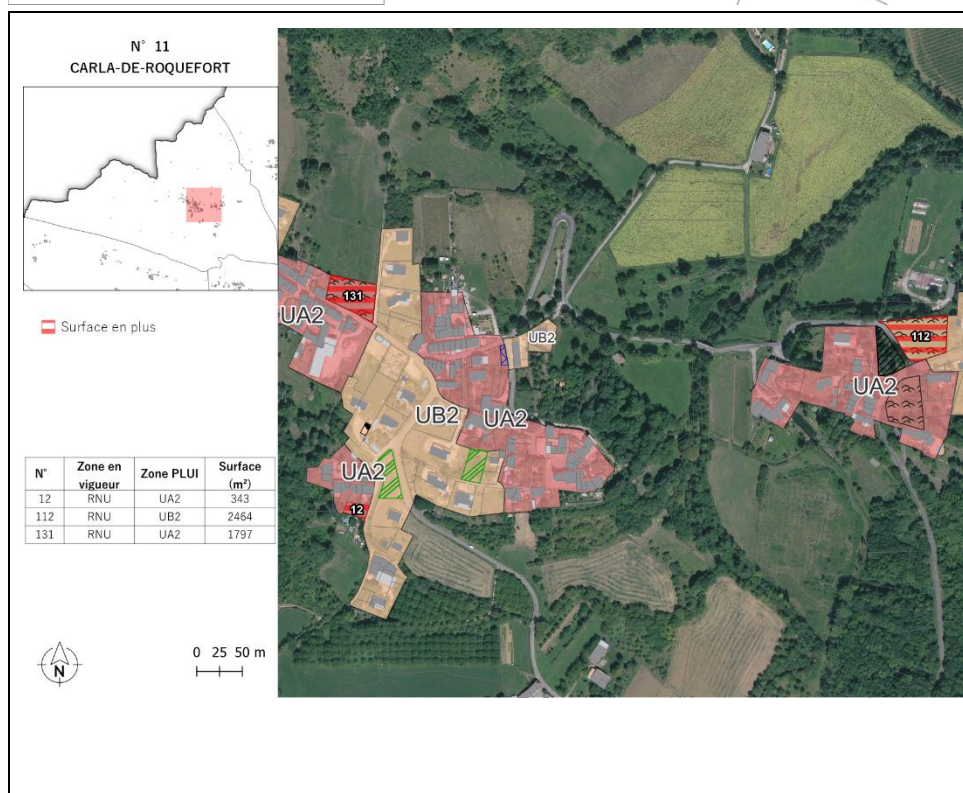 N° 11
CARLA-DE-ROQUEFORT
Surface en plus
N° Zone en vigueur Zone PLUI Surface (m²)
12 RNU UA2 343
112 RNU UB2 2464
131 RNU UA2 1797
N
0 25 50 m
131
UA2
UB2
112
UA2
UB2
UA2
UA2
12